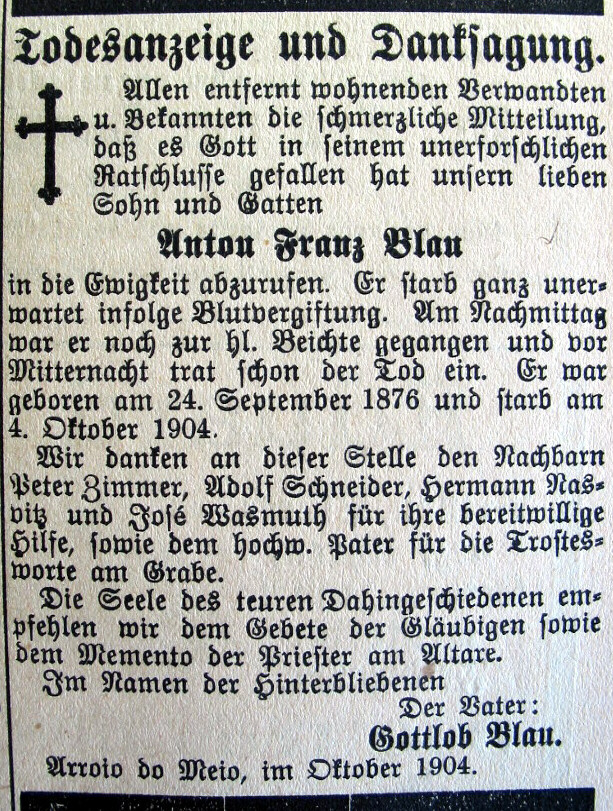 Todesanzeige und Danksagung.
Allen entfernt wohnenden Verwandten
u. Bekannten die schmerzliche Mitteilung,
daß es Gott in seinem unerforschlichen
Ratschlusse gefallen hat unsern lieben
Sohn und Gatten
Anton Franz Blau
in die Ewigkeit abzurufen. Er starb ganz uner-
wartet infolge Blutvergiftung. Am Nachmittag
war er noch zur hl. Beichte gegangen und vor
Mitternacht trat schon der Tod ein. Er war
geboren am 24. September 1876 und starb am
4. Oktober 1904.
Wir danken an dieser Stelle den Nachbarn
Peter Zimmer, Adolf Schneider, Hermann Nas-
vitz und José Wasmuth für ihre bereitwillige
Hilfe, sowie dem hochw. Pater für die Trostes-
worte am Grabe.
Die Seele des teuren Dahingeschiedenen em-
pfehlen wir dem Gebete der Gläubigen sowie
dem Memento der Priester am Altare.
Im Namen der Hinterbliebenen
Der Vater:
Gottlob Blau.
Arroio do Meio, im Oktober 1904.